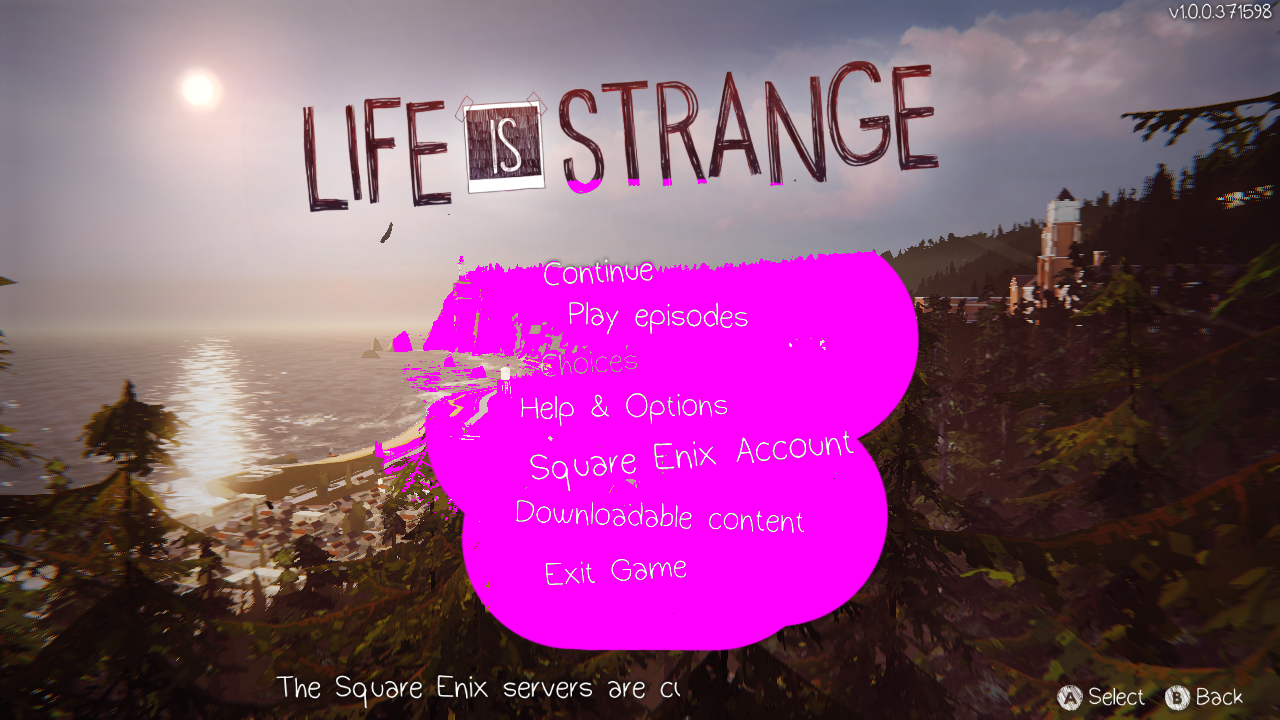 v1.0.0.371598
LIFE IS STRANGE
Continue
Play episodes
Choices
Help & Options
Square Enix Account
Downloadable content
Exit Game
The Square Enix servers are
A Select B Back